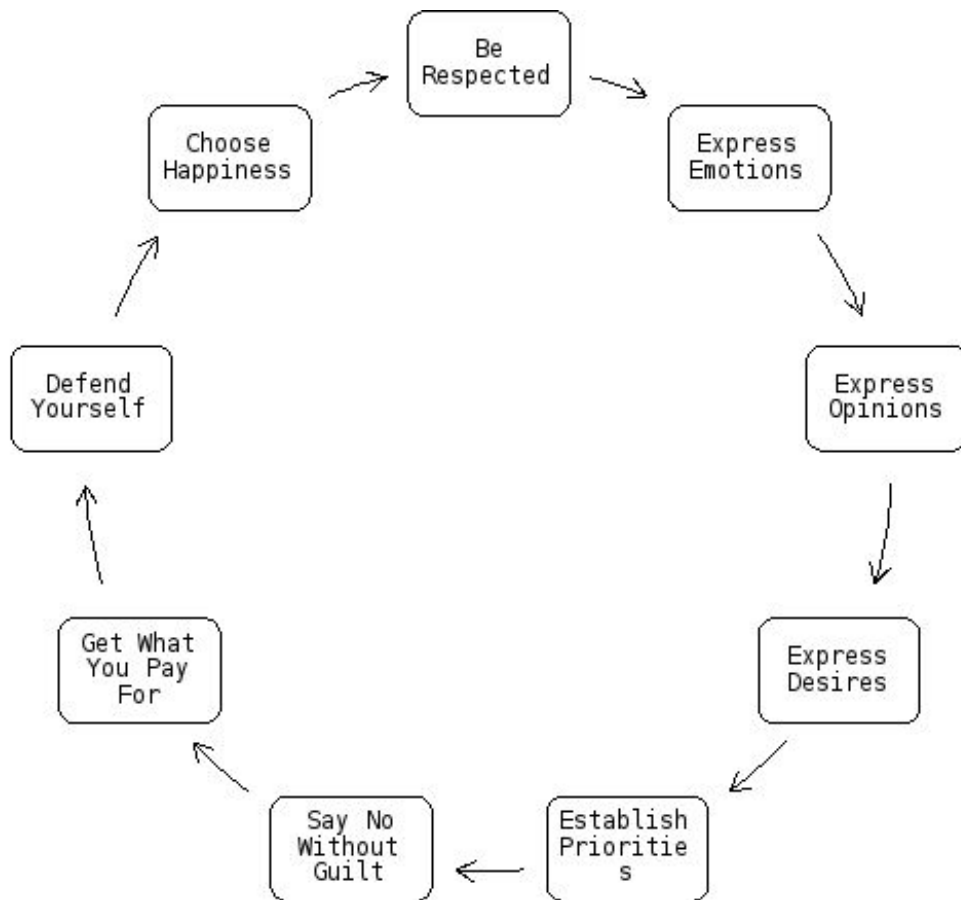 Be
Respected
Express
Emotions
Express
Opinions
Express
Desires
Establish
Prioritie
s
Say No
Without
Guilt
Get What
You Pay
For
Defend
Yourself
Choose
Happiness